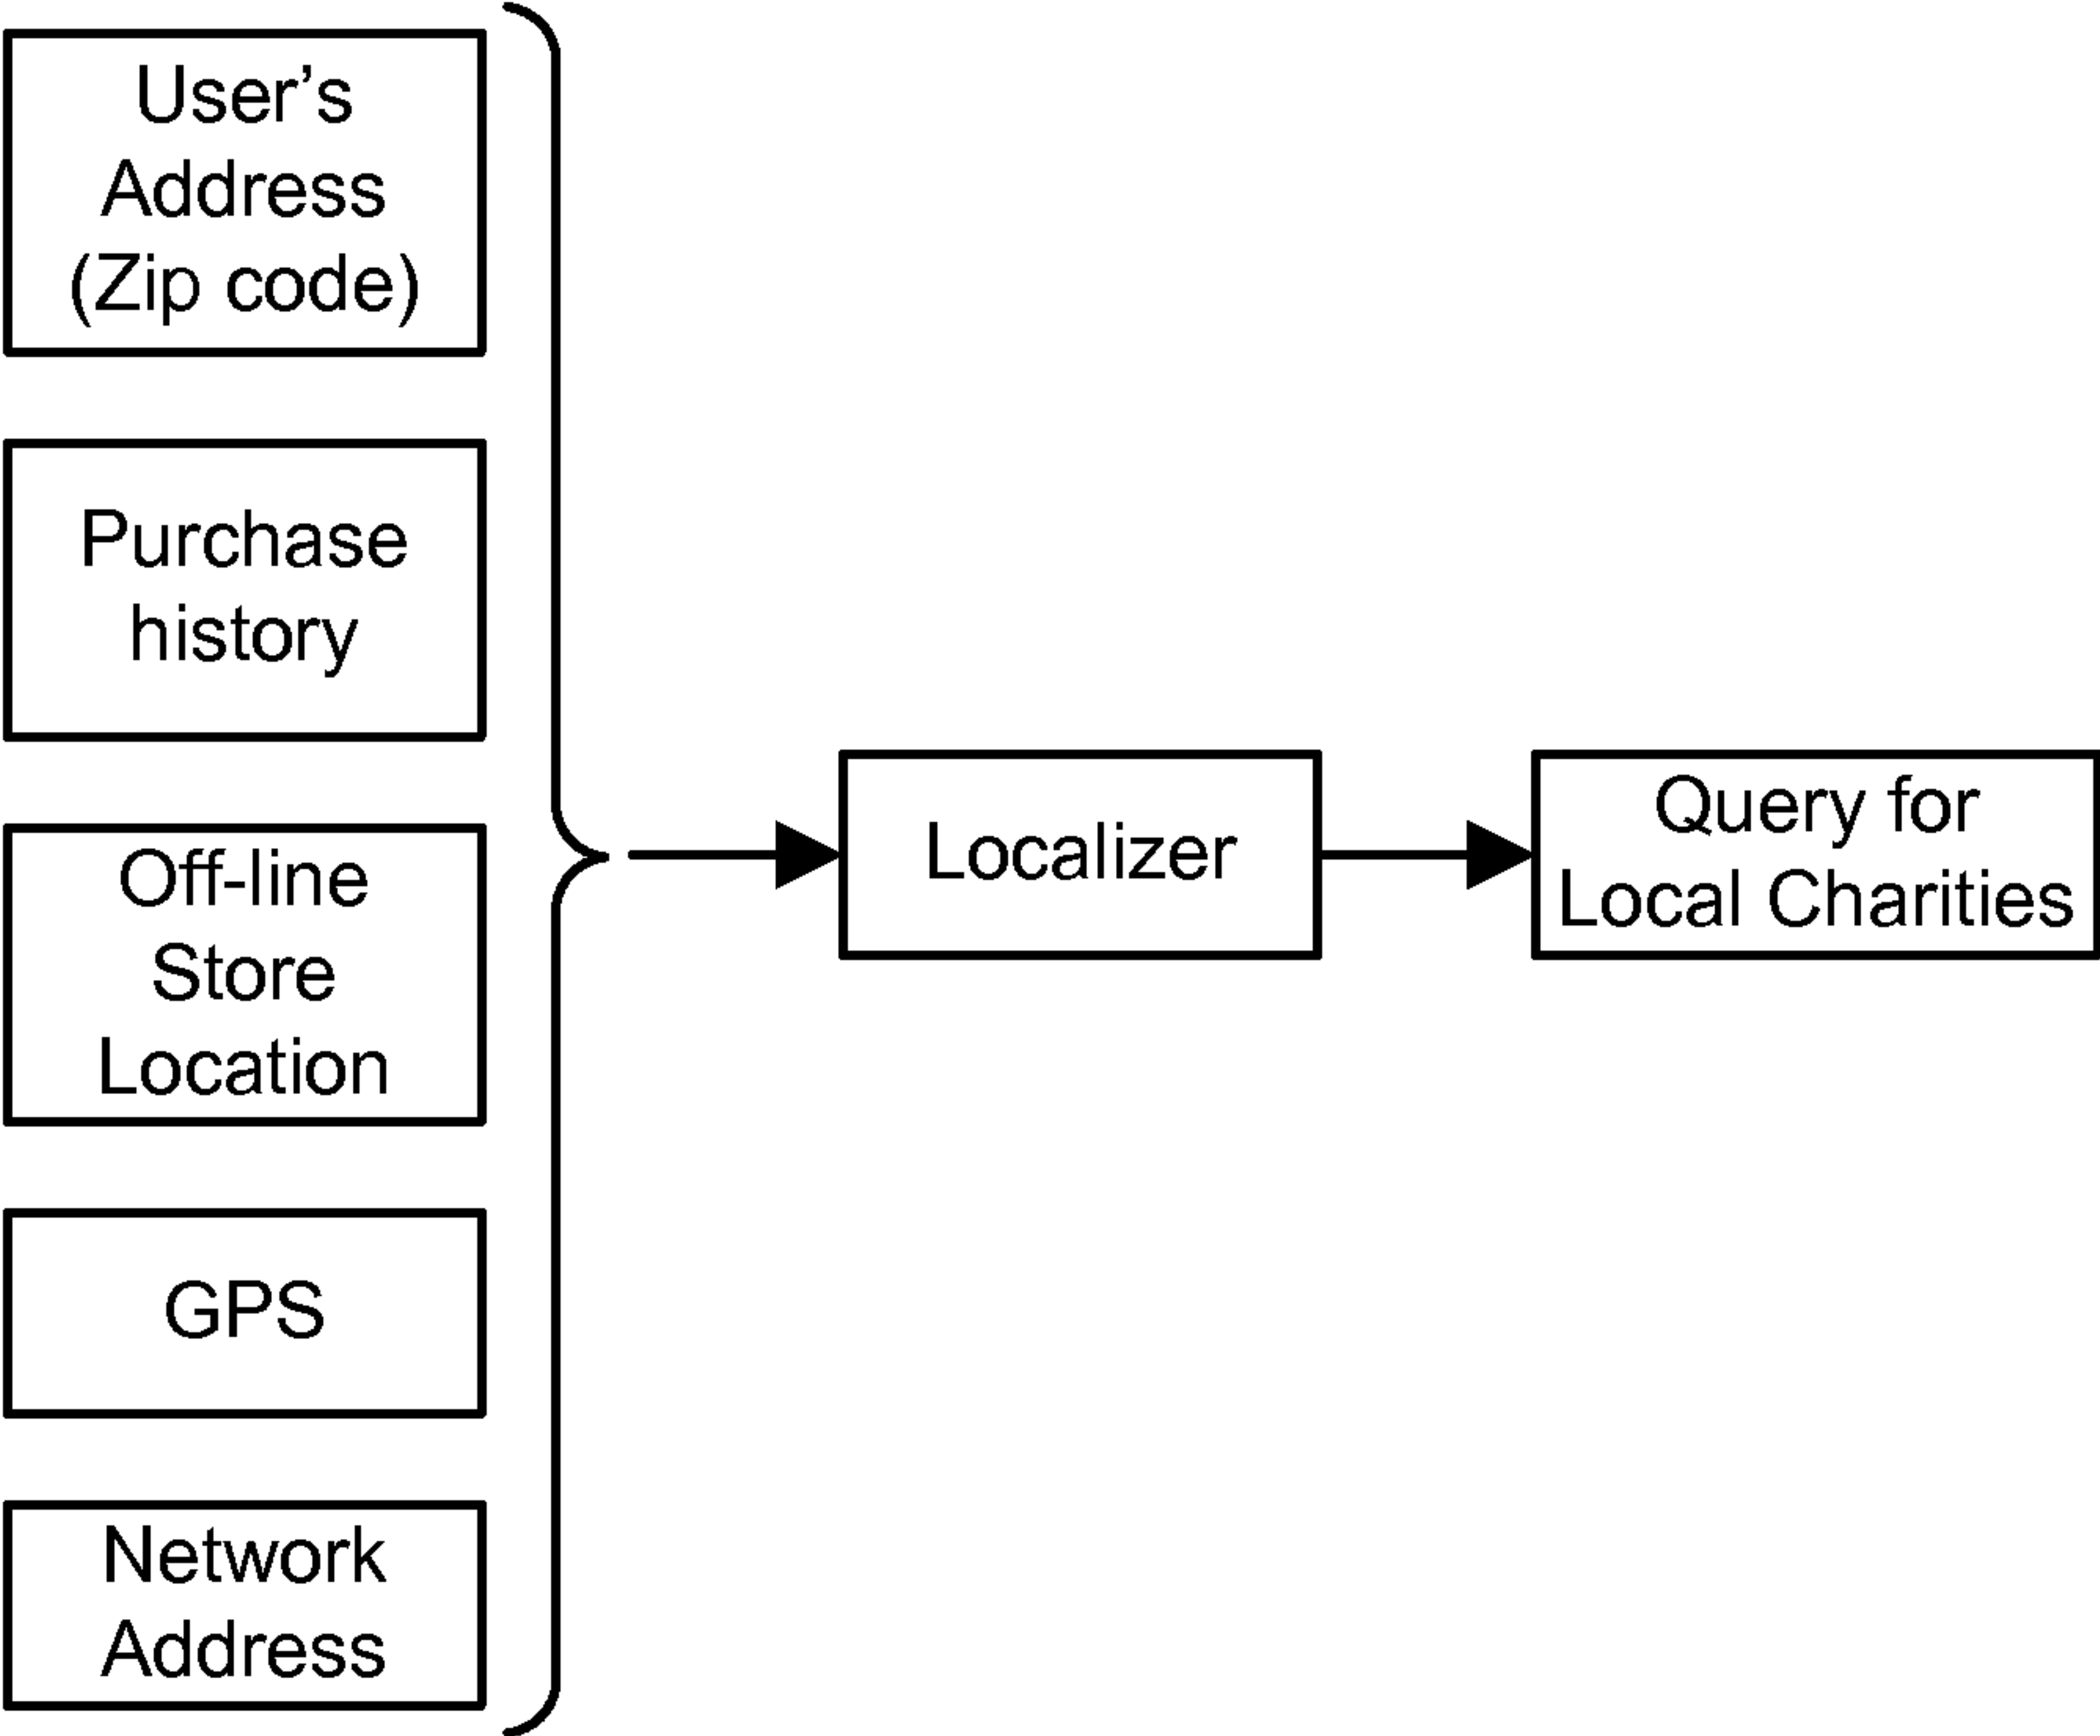 User’s
Address
(Zip code)
Purchase
history
Off-line
Store
Location
GPS
Network
Address
Localizer
Query for
Local Charities